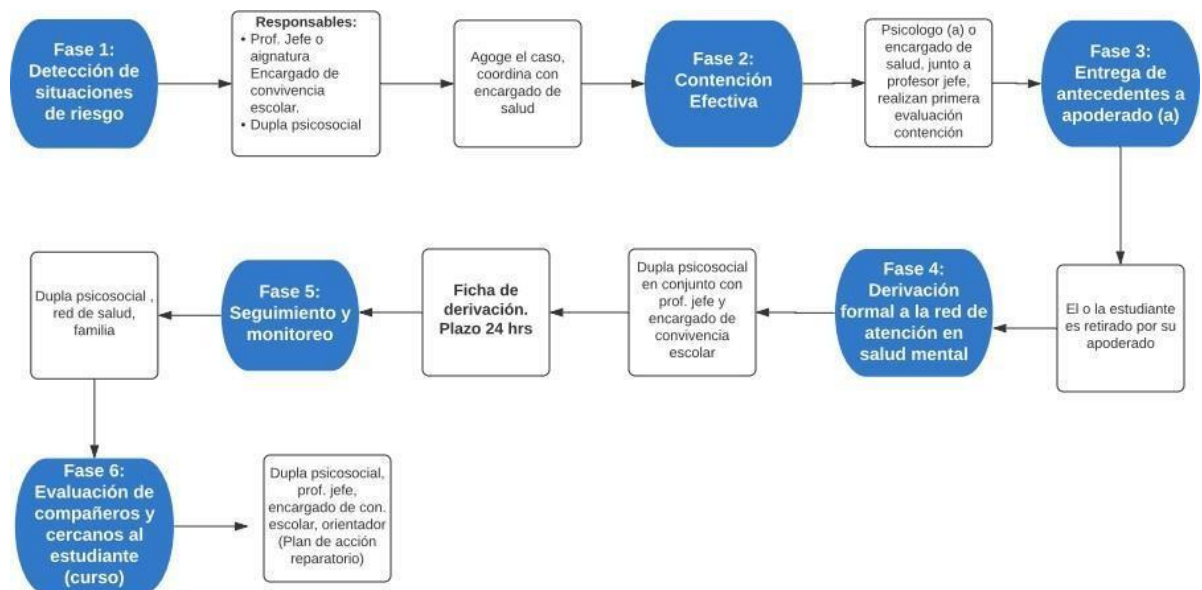 Fase 1:
Detección de
situaciones
de riesgo
Responsables:
• Prof. Jefe o
aignatura
Encargado de
convivencia
escolar.
• Dupla psicosocial
Agoge el caso,
coordina con
encargado de
salud
Fase 2:
Contención
Efectiva
Psicologo (a) o
encargado de
salud, junto a
profesor jefe,
realizan primera
evaluación
contención
Fase 3:
Entrega de
antecedentes a
apoderado (a)
El o la estudiante
es retirado por su
apoderado
Fase 4:
Derivación
formal a la red de
atención en
salud mental
Dupla psicosocial
en conjunto con
prof. jefe y
encargado de
convivencia
escolar
Ficha de
derivación.
Plazo 24 hrs
Fase 5:
Seguimiento y
monitoreo
Dupla psicosocial ,
red de salud,
familia
Fase 6:
Evaluación de
compañeros y
cercanos al
estudiante
(curso)
Dupla psicosocial,
prof. jefe,
encargado de con.
escolar, orientador
(Plan de acción
reparatorio)